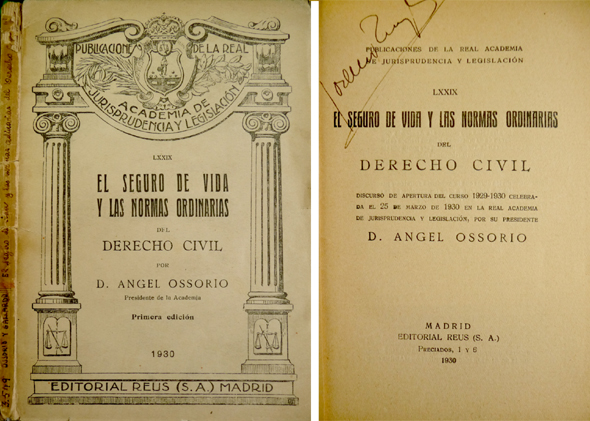 PUBLICACIONES DE LA REAL
ACADEMIA DE
JURISPRUDENCIA Y LEGISLACIÓN
LXXIX
EL SEGURO DE VIDA
Y LAS NORMAS ORDINARIAS
DEL
DERECHO CIVIL
POR
D. ANGEL OSSORIO
Presidente de la Academia
Primera edición
1930
EDITORIAL REUS (S. A.) MADRID
PUBLICACIONES DE LA REAL ACADEMIA
DE JURISPRUDENCIA Y LEGISLACIÓN
LXXIX
EL SEGURO DE VIDA Y LAS NORMAS ORDINARIAS
DEL
DERECHO CIVIL
DISCURSO DE APERTURA DEL CURSO 1929-1930 CELEBRA-
DA EL 25 DE MARZO DE 1930 EN LA REAL ACADEMIA
DE JURISPRUDENCIA Y LEGISLACIÓN, POR SU PRESIDENTE
D. ANGEL OSSORIO
MADRID
EDITORIAL REUS (S. A.)
PRECIADOS, 1 Y 6
1930